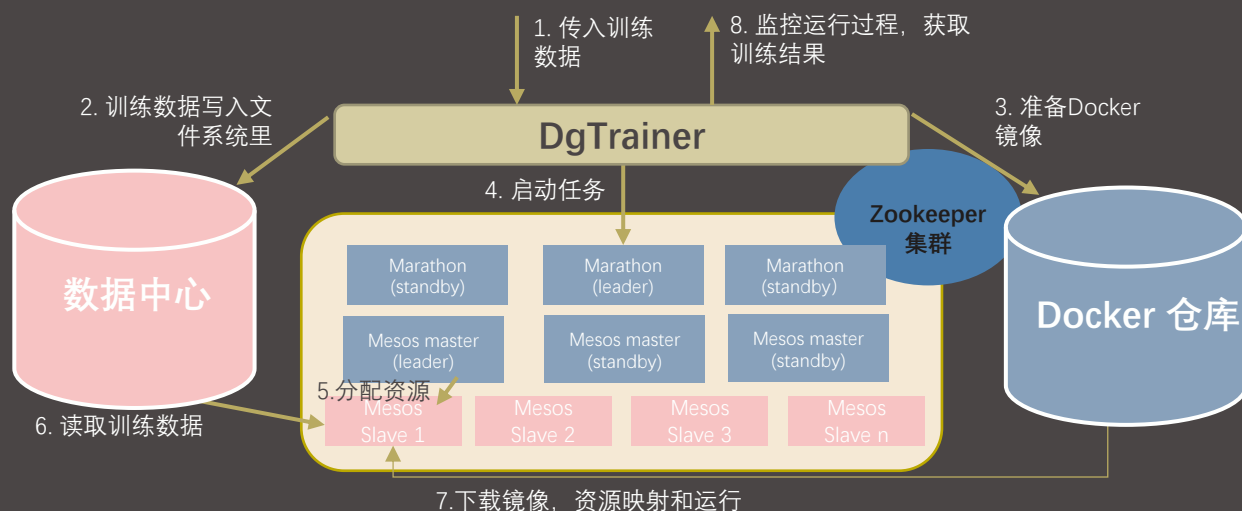 1. 传入训练
数据
8. 监控运行过程，获取
训练结果
2. 训练数据写入文
件系统里
3. 准备Docker
镜像
DgTrainer
4. 启动任务
Zookeeper
集群
数据中心
Docker 仓库
Marathon
(standby)
Marathon
(leader)
Marathon
(standby)
Mesos master
(leader)
Mesos master
(standby)
Mesos master
(standby)
5.分配资源
Mesos
Slave 1
Mesos
Slave 2
Mesos
Slave 3
Mesos
Slave n
6. 读取训练数据
7.下载镜像，资源映射和运行